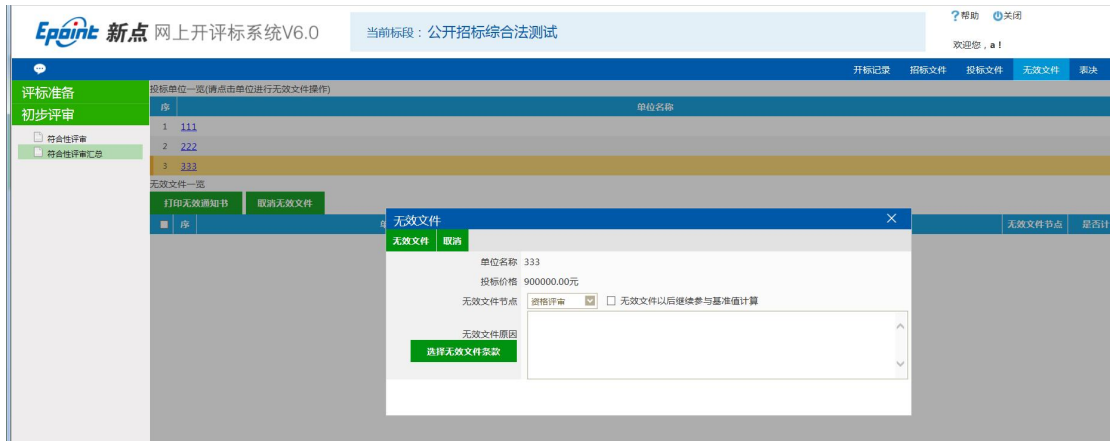 ?帮助 关闭
Epoint 新点 网上开评标系统V6.0 当前标段：公开招标综合法测试
欢迎您，a！
开标记录 招标文件 投标文件 无效文件 表决
评标准备
初步评审
符合性评审
符合性评审汇总
投标单位一览(请点击单位进行无效文件操作)
序 单位名称
1 111
2 222
3 333
无效文件一览
打印无效通知书 取消无效文件
序 无效文件节点 是否计
无效文件
无效文件 取消
单位名称 333
投标价格 900000.00元
无效文件节点 资格评审 无效文件以后继续参与基准值计算
无效文件原因
选择无效文件条款